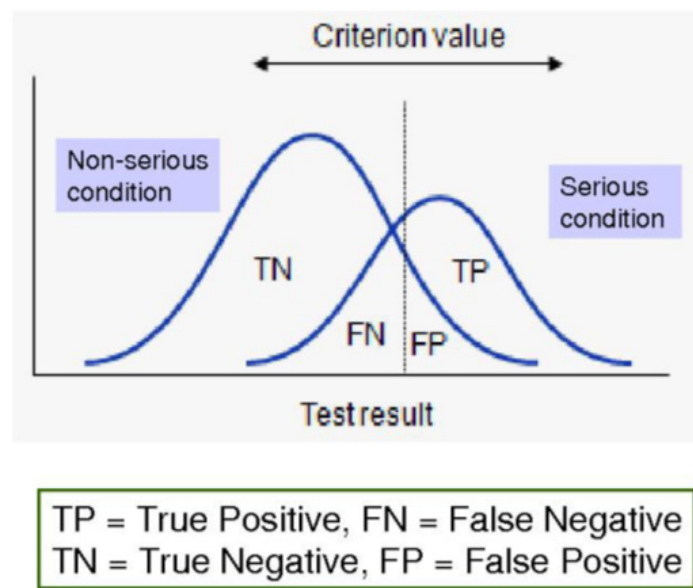 Criterion value
Non-serious
condition
Serious
condition
TN
TP
FN
FP
Test result
TP = True Positive, FN = False Negative
TN = True Negative, FP = False Positive